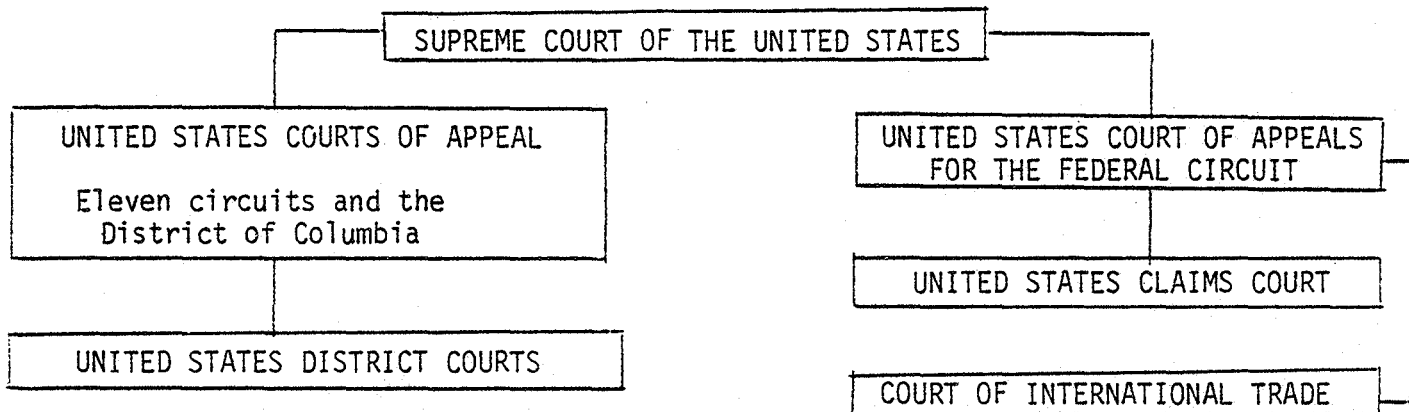 SUPREME COURT OF THE UNITED STATES
UNITED STATES COURTS OF APPEAL
Eleven circuits and the
District of Columbia
UNITED STATES DISTRICT COURTS
UNITED STATES COURT OF APPEALS
FOR THE FEDERAL CIRCUIT
UNITED STATES CLAIMS COURT
COURT OF INTERNATIONAL TRADE